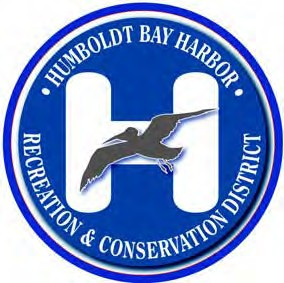 • HUMBOLDT BAY HARBOR •
H
RECREATION & CONSERVATION DISTRICT